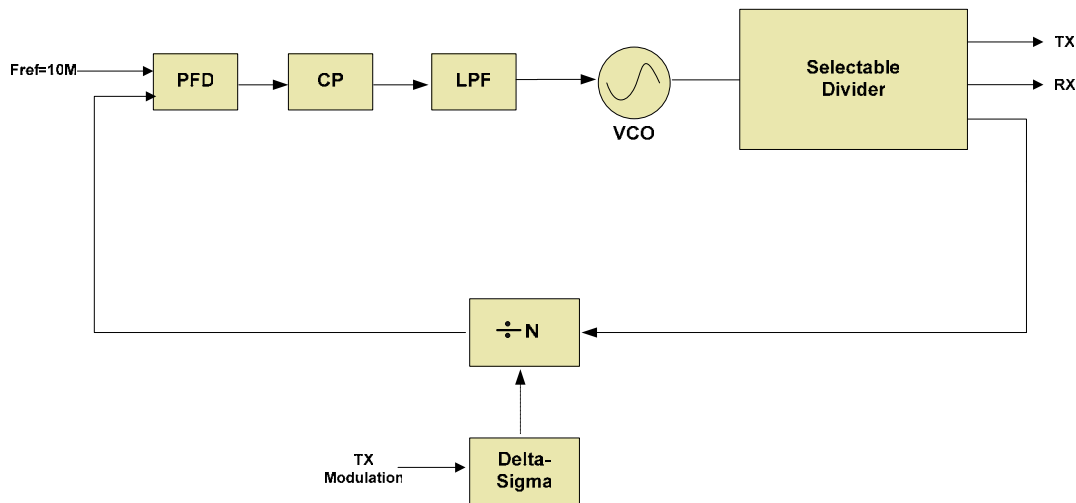 Fref=10M
PFD
CP
LPF
VCO
Selectable
Divider
TX
RX
÷ N
TX
Modulation
Delta-
Sigma